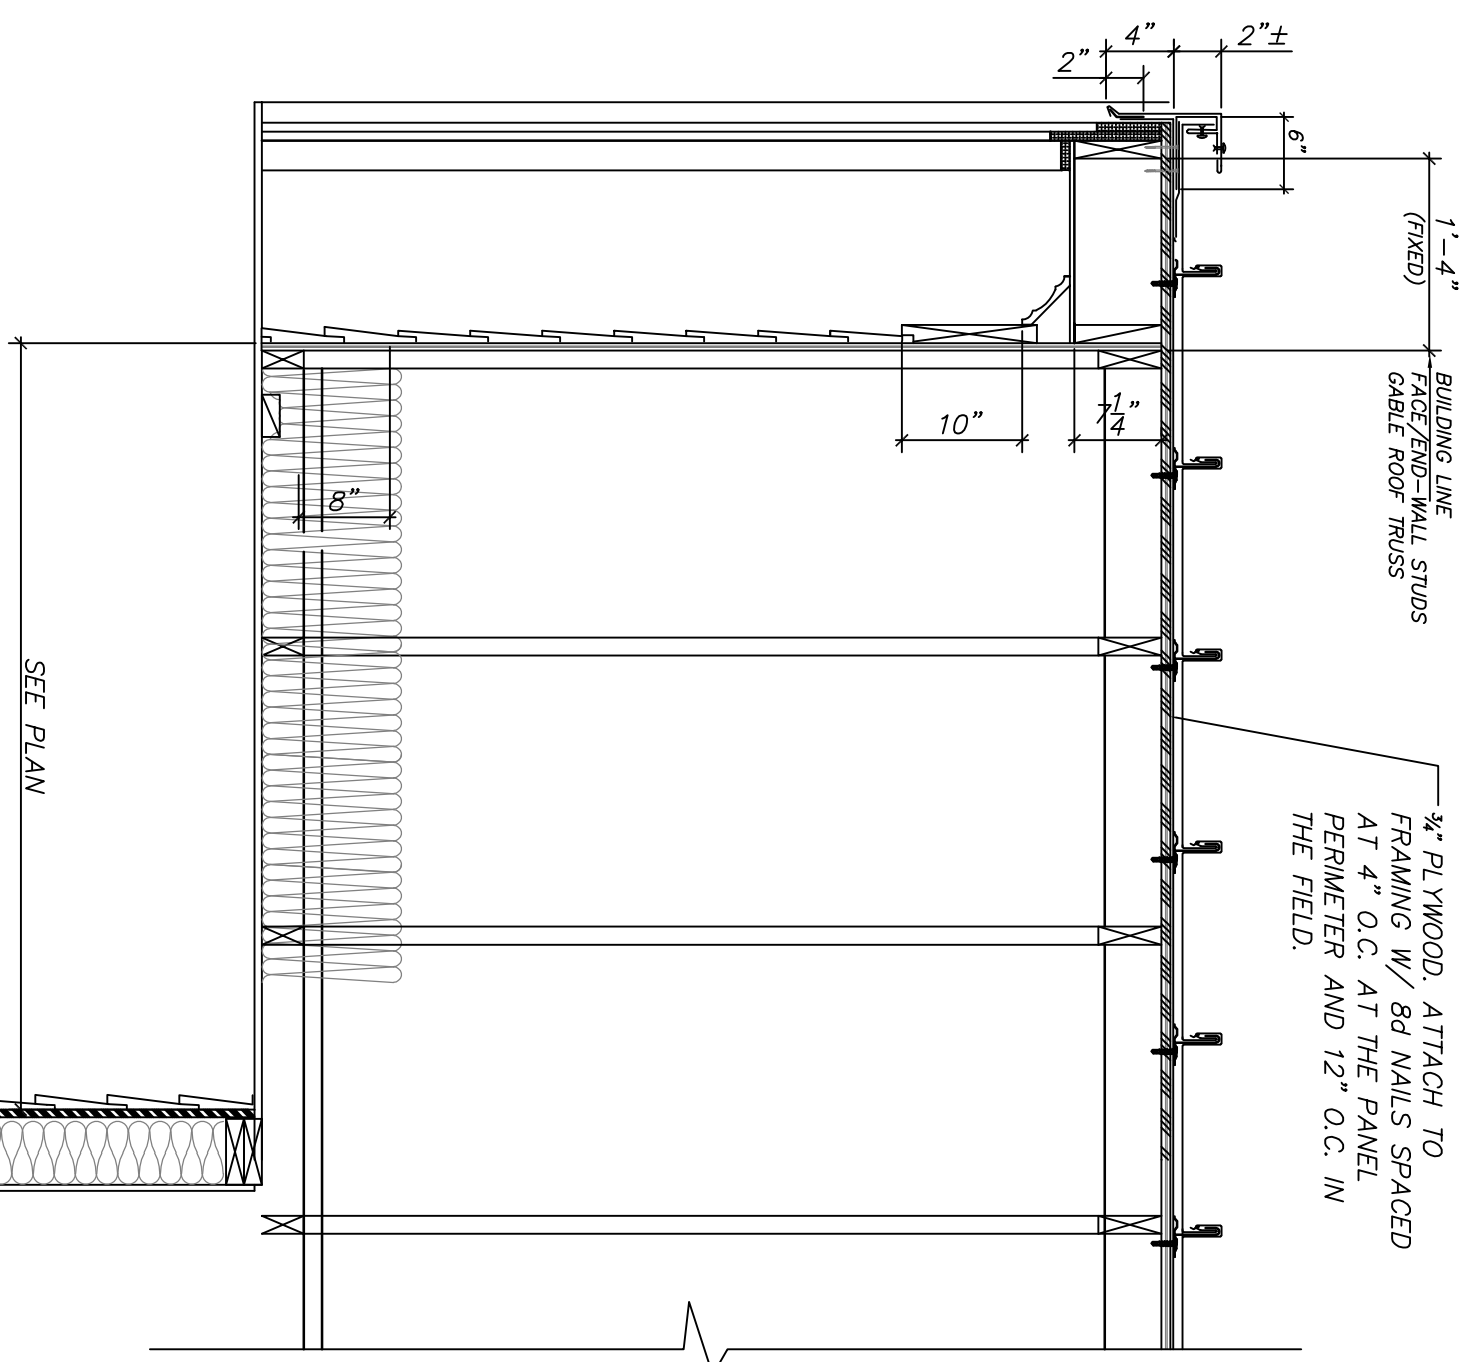 4"
2"±
2"
6"
1'-4"
(FIXED)
BUILDING LINE
FACE/END-WALL STUDS
GABLE ROOF TRUSS
10"
7 1/4"
8"
3/4" PLYWOOD. ATTACH TO
FRAMING W/ 8d NAILS SPACED
AT 4" O.C. AT THE PANEL
PERIMETER AND 12" O.C. IN
THE FIELD.
SEE PLAN